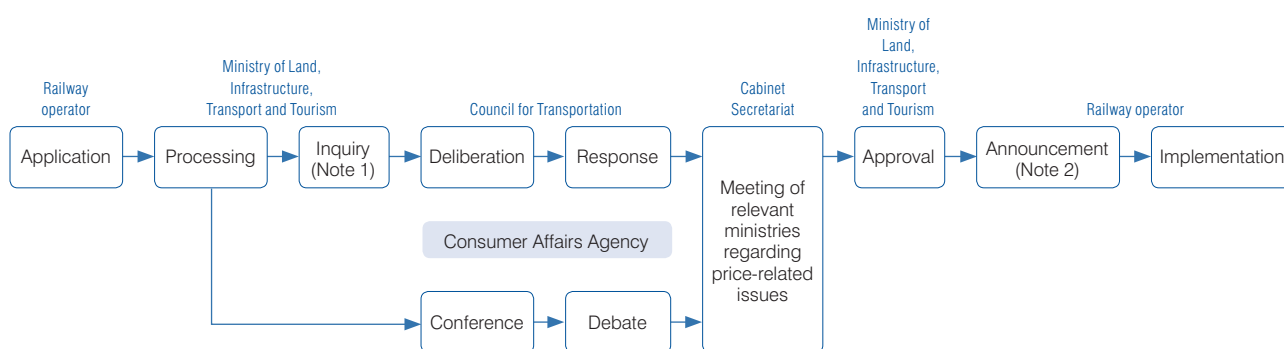 Railway
operator
Ministry of Land,
Infrastructure,
Transport and Tourism
Council for Transportation
Cabinet
Secretariat
Ministry of
Land,
Infrastructure,
Transport
and Tourism
Railway operator
Application
Processing
Inquiry
(Note 1)
Deliberation
Response
Meeting of
relevant
ministries
regarding
price-related
issues
Approval
Announcement
(Note 2)
Implementation
Consumer Affairs Agency
Conference
Debate